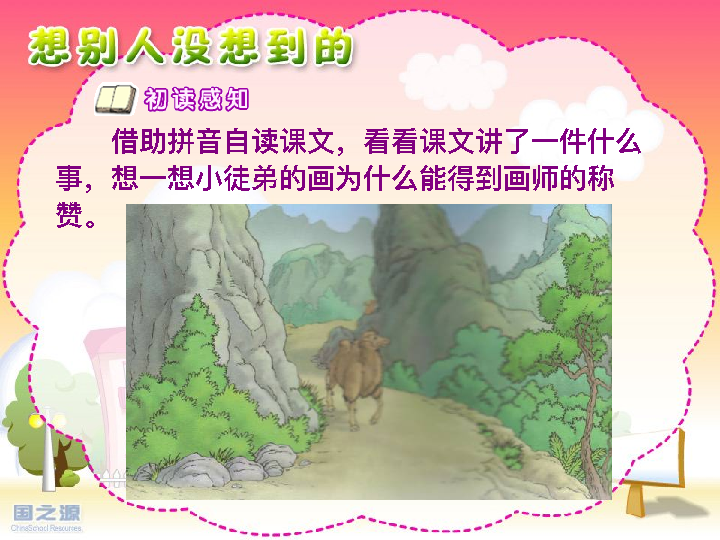 想别人没想到的
初读感知
借助拼音自读课文，看看课文讲了一件什么
事，想一想小徒弟的画为什么能得到画师的称
赞。
国之源
ChinaSchool Resources